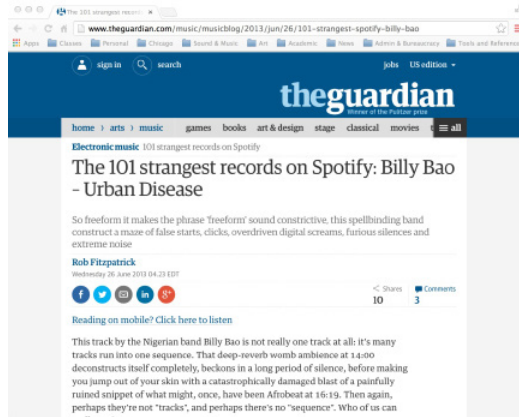 The 101 strangest recor
www.theguardian.com/music/musicblog/2013/jun/26/101-strangest-spotify-billy-bao
Apps Classes Personal Chicago Sound & Music Art Academic News Admin & Bureaucracy Tools and Reference
sign in search jobs US edition
theguardian
Winner of the Pulitzer prize
home › arts › music games books art & design stage classical movies t all
Electronic music 101 strangest records on Spotify
The 101 strangest records on Spotify: Billy Bao
– Urban Disease
So freeform it makes the phrase 'freeform' sound constrictive, this spellbinding band
construct a maze of false starts, clicks, overdriven digital screams, furious silences and
extreme noise
Rob Fitzpatrick
Wednesday 26 June 2013 04.23 EDT
Shares Comments
10 3
Reading on mobile? Click here to listen
This track by the Nigerian band Billy Bao is not really one track at all: it's many
tracks run into one sequence. That deep-reverb womb ambience at 14:00
deconstructs itself completely, beckons in a long period of silence, before making
you jump out of your skin with a catastrophically damaged blast of a painfully
ruined snippet of what might, once, have been Afrobeat at 16:19. Then again,
perhaps they're not "tracks", and perhaps there's no "sequence". Who of us can